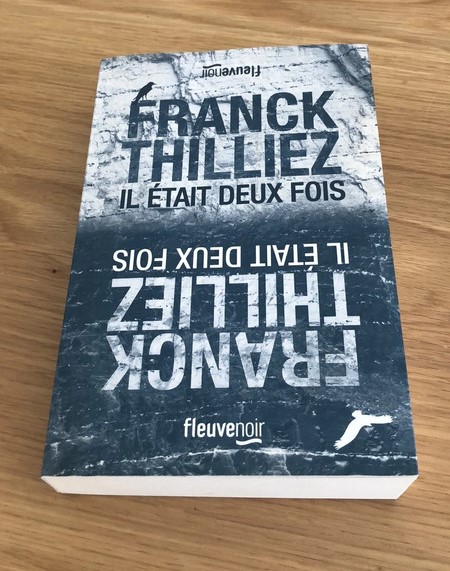 fleuvenoir
FRANCK
THILLIEZ
IL ÉTAIT DEUX FOIS
IL ÉTAIT DEUX FOIS
THILLIEZ
FRANCK
fleuvenoir